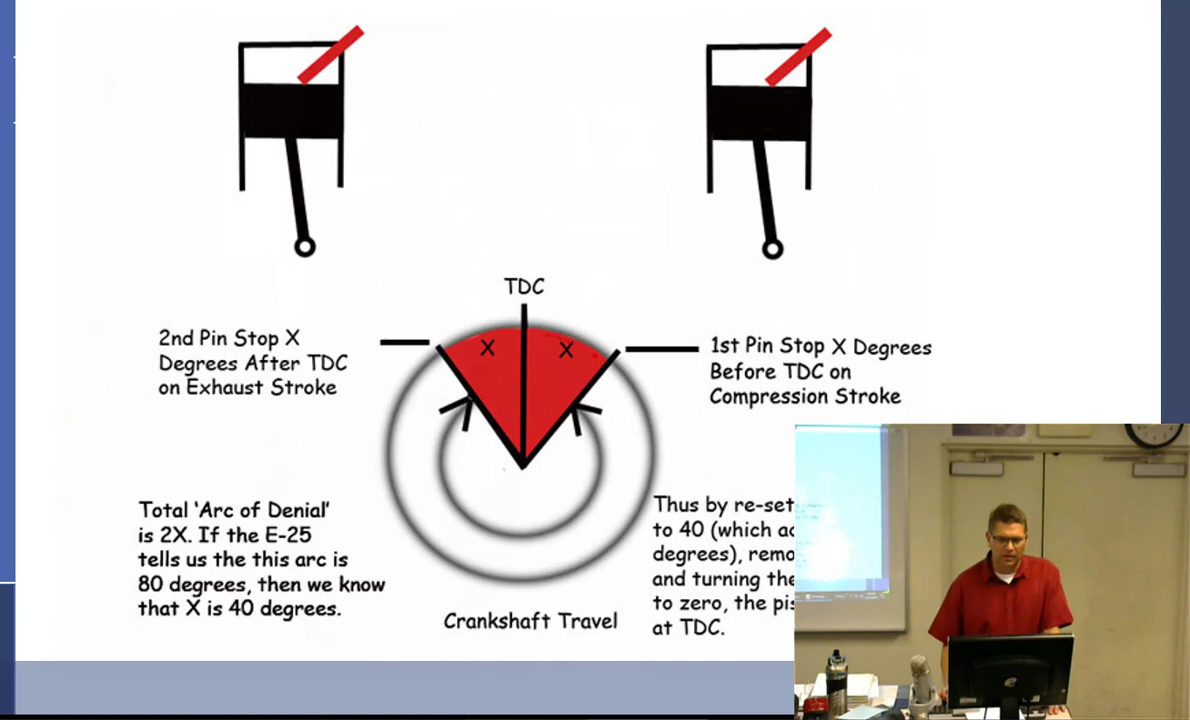 TDC
2nd Pin Stop X
Degrees After TDC
on Exhaust Stroke
X
X
1st Pin Stop X Degrees
Before TDC on
Compression Stroke
Total 'Arc of Denial'
is 2X. If the E-25
tells us the this arc is
80 degrees, then we know
that X is 40 degrees.
Crankshaft Travel
Thus by re-set
to 40 (which
degrees),
and turning the
to zero, the
at TDC.